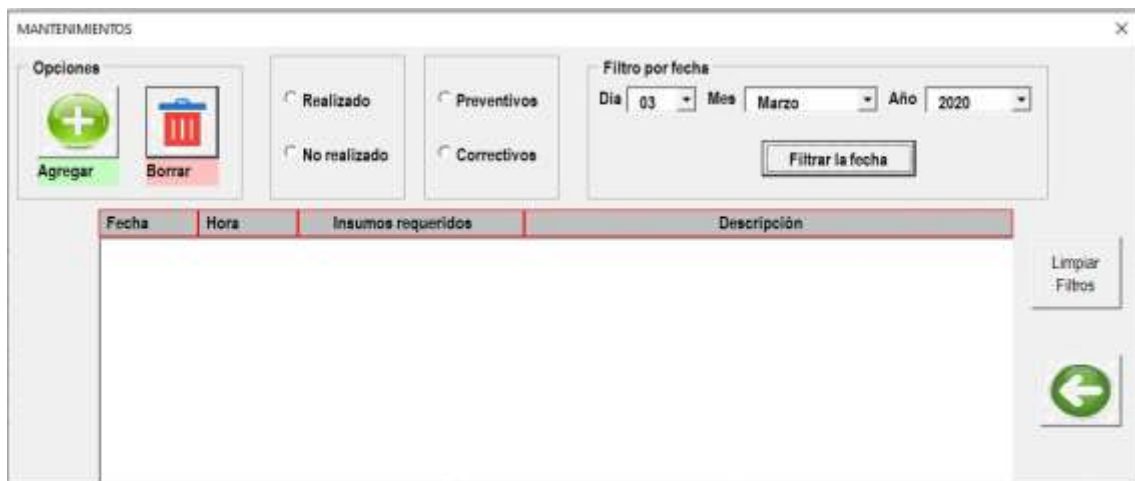 MANTENIMIENTOS
Opciones
Agregar
Borrar
Realizado
No realizado
Preventivos
Correctivos
Filtro por fecha
Dia 03 Mes Marzo Año 2020
Filtrar la fecha
Fecha Hora Insumos requeridos Descripción
Limpiar
Filtros